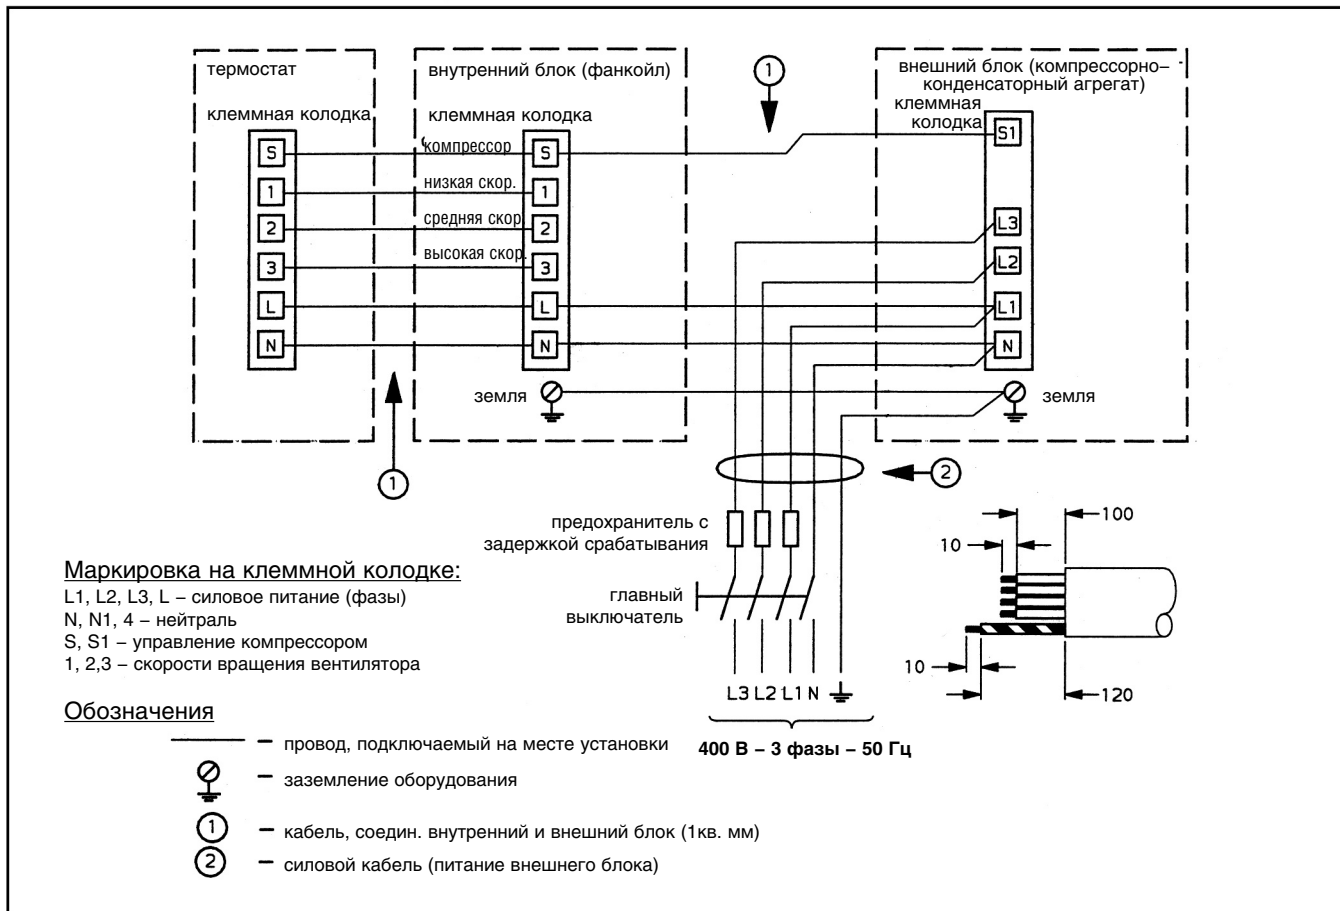 термостат
клеммная колодка
S
1
2
3
L
N
внутренний блок (фанкойл)
клеммная колодка
компрессор
низкая скор.
средняя скор.
высокая скор.
S
1
2
3
L
N
земля
1
1
внешний блок (компрессорно–
конденсаторный агрегат)
клеммная
колодка
S1
L3
L2
L1
N
земля
2
предохранитель с
задержкой срабатывания
главный
выключатель
L3 L2 L1 N
400 В – 3 фазы – 50 Гц
100
10
10
120
Маркировка на клеммной колодке:
L1, L2, L3, L – силовое питание (фазы)
N, N1, 4 – нейтраль
S, S1 – управление компрессором
1, 2,3 – скорости вращения вентилятора
Обозначения
– провод, подключаемый на месте установки
– заземление оборудования
1 – кабель, соедин. внутренний и внешний блок (1кв. мм)
2 – силовой кабель (питание внешнего блока)